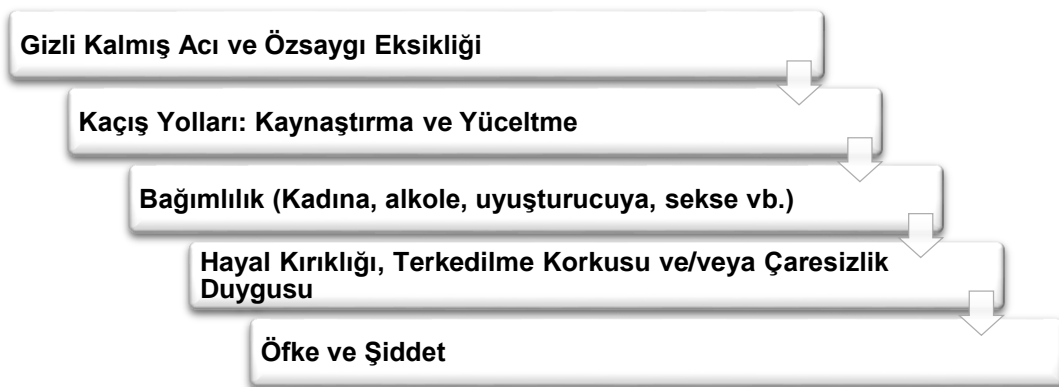 Gizli Kalmış Acı ve Özsaygı Eksikliği
Kaçış Yolları: Kaynaştırma ve Yüceltme
Bağımlılık (Kadına, alkole, uyuşturucuya, sekse vb.)
Hayal Kırıklığı, Terkedilme Korkusu ve/veya Çaresizlik
Duygusu
Öfke ve Şiddet